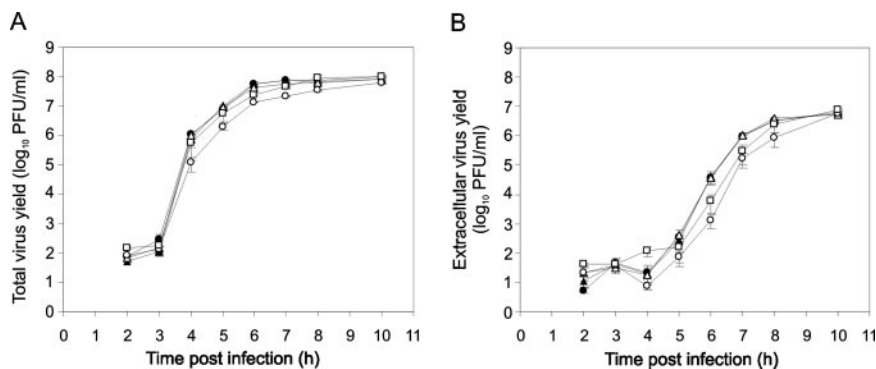 A
Total virus yield (log₁₀ PFU/ml)
9
8
7
6
5
4
3
2
1
0
0 1 2 3 4 5 6 7 8 9 10 11
Time post infection (h)
B
Extracellular virus yield
(log₁₀ PFU/ml)
9
8
7
6
5
4
3
2
1
0
0 1 2 3 4 5 6 7 8 9 10 11
Time post infection (h)